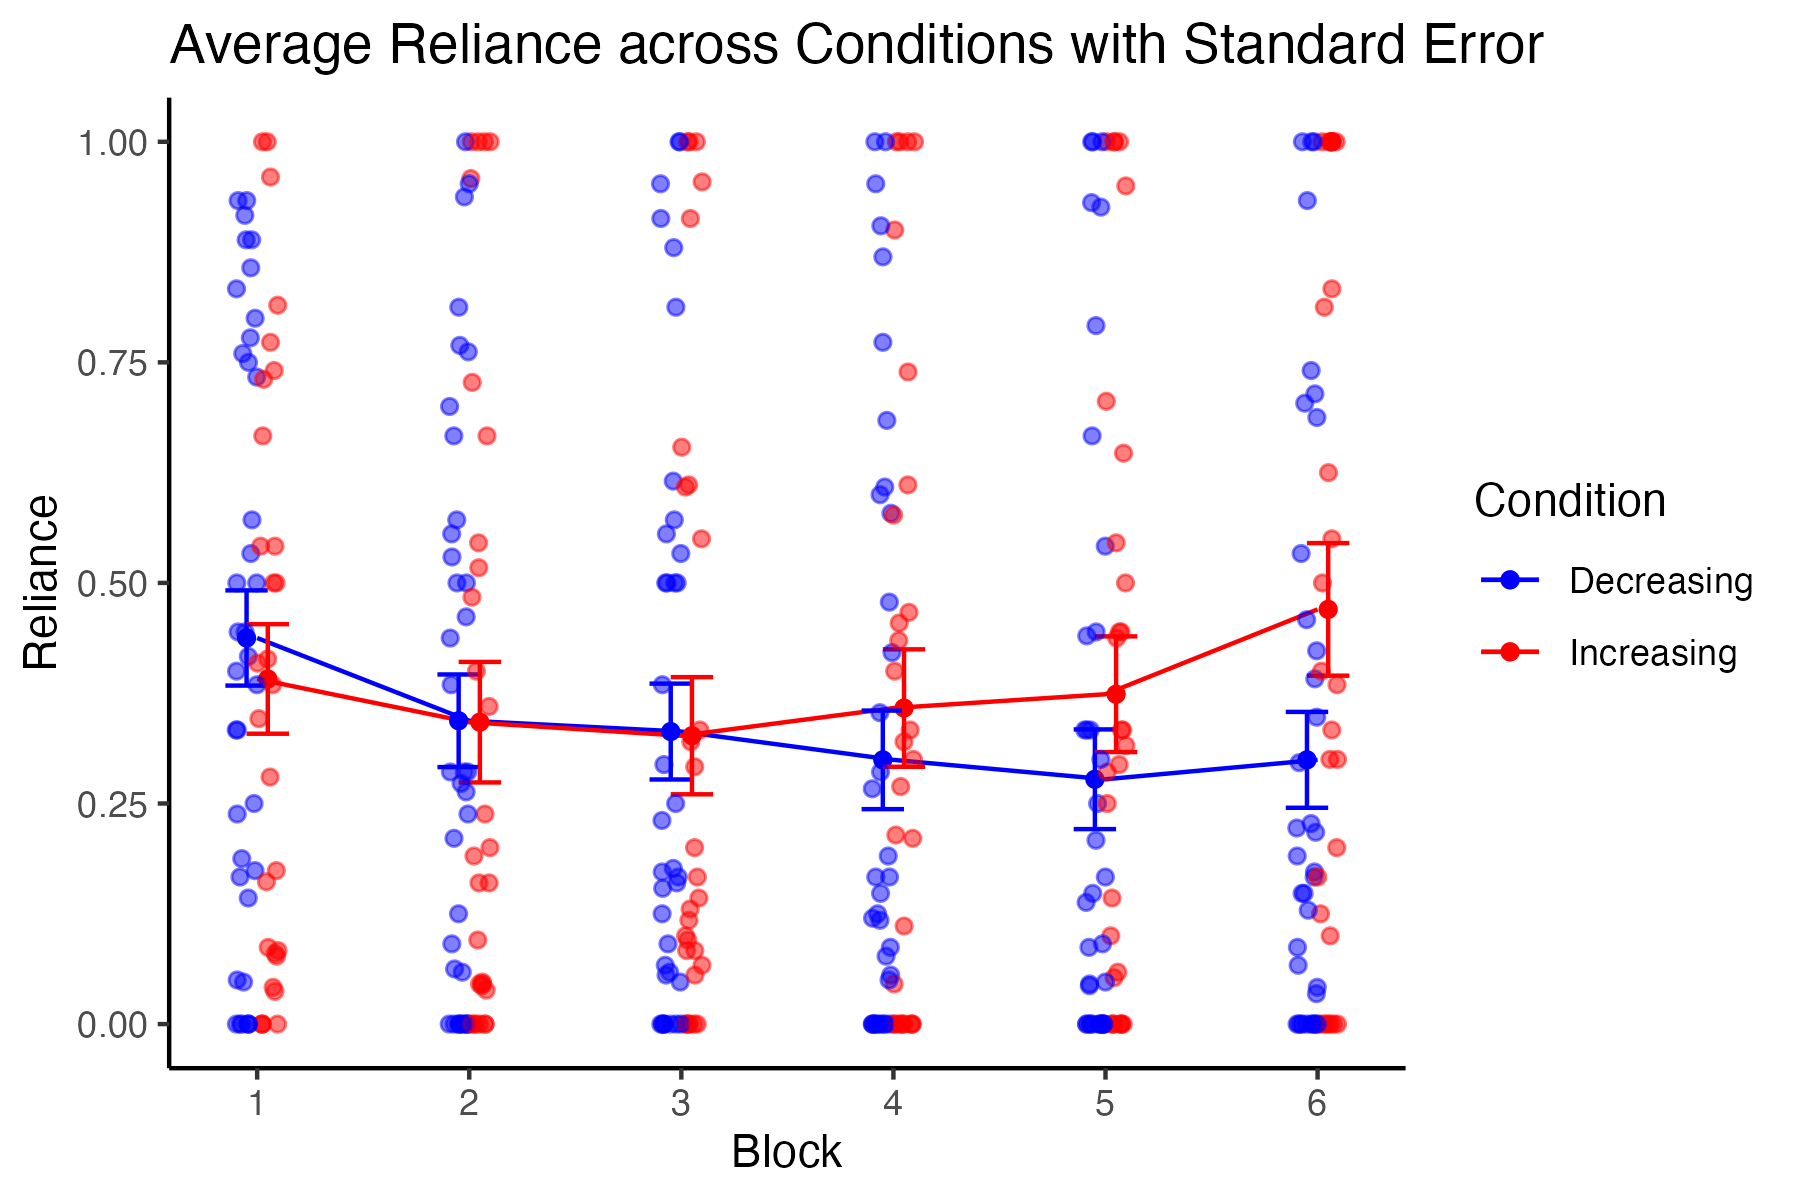 Average Reliance across Conditions with Standard Error
1.00
0.75
0.50
0.25
0.00
Reliance
1 2 3 4 5 6
Block
Condition
Decreasing
Increasing